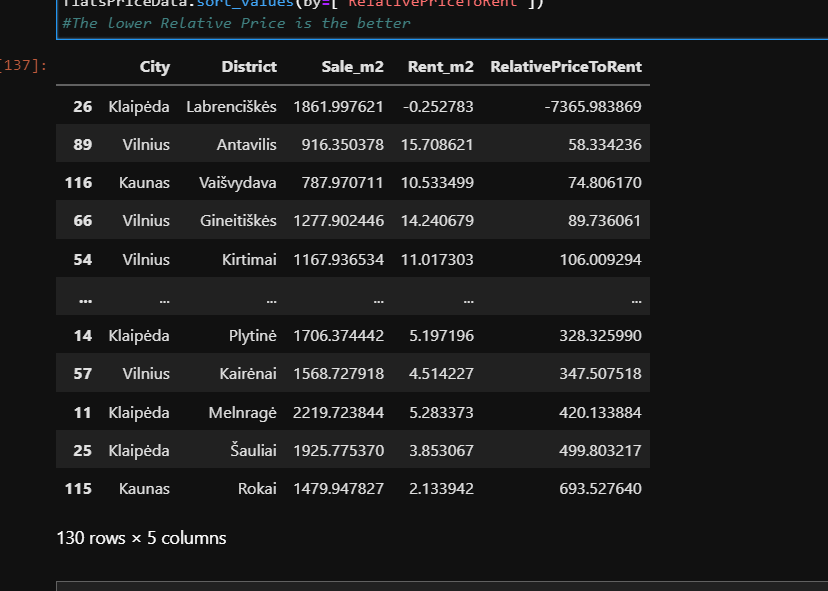 flatsPriceData.sort_values(by=['RelativePriceToRent'])
#The lower Relative Price is the better
[137]:
City District Sale_m2 Rent_m2 RelativePriceToRent
26 Klaipėda Labrenciškės 1861.997621 -0.252783 -7365.983869
89 Vilnius Antavilis 916.350378 15.708621 58.334236
116 Kaunas Vaišvydava 787.970711 10.533499 74.806170
66 Vilnius Gineitiškės 1277.902446 14.240679 89.736061
54 Vilnius Kirtimai 1167.936534 11.017303 106.009294
... ... ... ... ... ...
14 Klaipėda Plytinė 1706.374442 5.197196 328.325990
57 Vilnius Kairėnai 1568.727918 4.514227 347.507518
11 Klaipėda Melnragė 2219.723844 5.283373 420.133884
25 Klaipėda Šauliai 1925.775370 3.853067 499.803217
115 Kaunas Rokai 1479.947827 2.133942 693.527640
130 rows × 5 columns